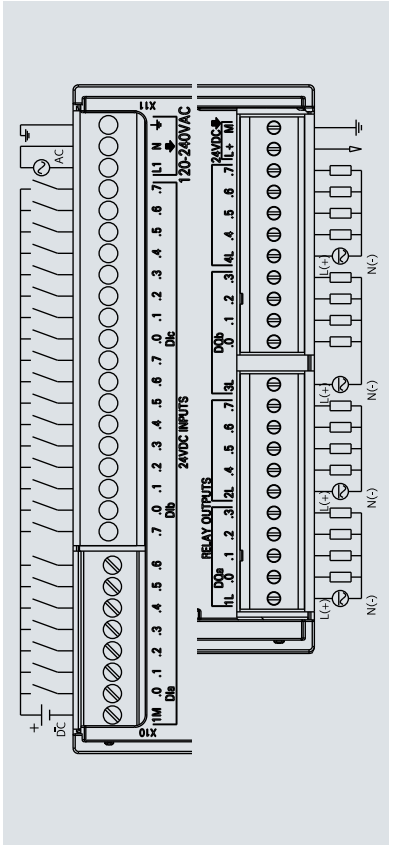 +
- DC AC
X10 X11
1M .0 .1 .2 .3 .4 .5 .6 .7 .0 .1 .2 .3 .4 .5 .6 .7 .0 .1 .2 .3 .4 .5 .6 .7 L1 N
DIa DIb DIc
24VDC INPUTS 120-240VAC
RELAY OUTPUTS 24VDC
DQa DQb
1L .0 .1 .2 .3 2L .4 .5 .6 .7 3L .0 .1 .2 .3 4L .4 .5 .6 .7 L+ M
L(+) L(+) L(+) L(+)
N(-) N(-) N(-) N(-)